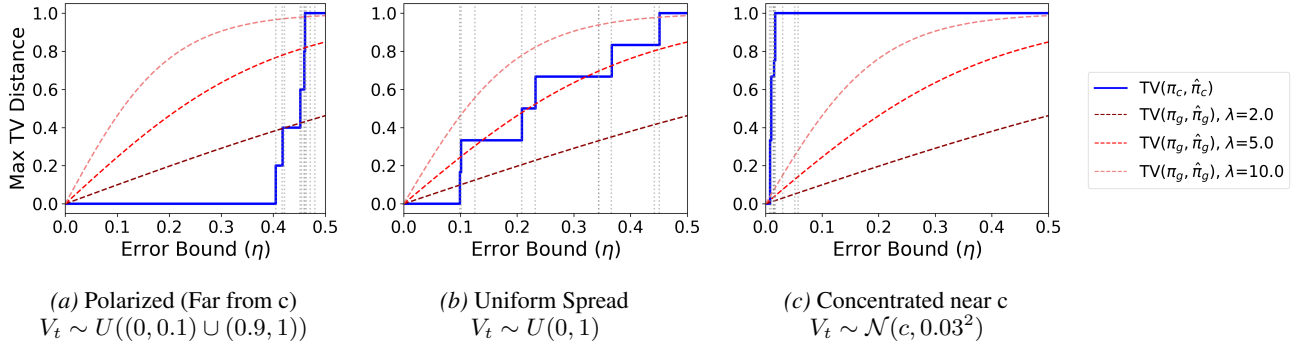 Max TV Distance
1.0
0.8
0.6
0.4
0.2
0.0
0.0 0.1 0.2 0.3 0.4 0.5
Error Bound (η)
1.0
0.8
0.6
0.4
0.2
0.0
0.0 0.1 0.2 0.3 0.4 0.5
Error Bound (η)
1.0
0.8
0.6
0.4
0.2
0.0
0.0 0.1 0.2 0.3 0.4 0.5
Error Bound (η)
TV(π_c, π̂_c)
TV(π_g, π̂_g), λ=2.0
TV(π_g, π̂_g), λ=5.0
TV(π_g, π̂_g), λ=10.0
(a) Polarized (Far from c)
V_t ∼ U((0, 0.1) ∪ (0.9, 1))
(b) Uniform Spread
V_t ∼ U(0, 1)
(c) Concentrated near c
V_t ∼ 𝒩(c, 0.03²)